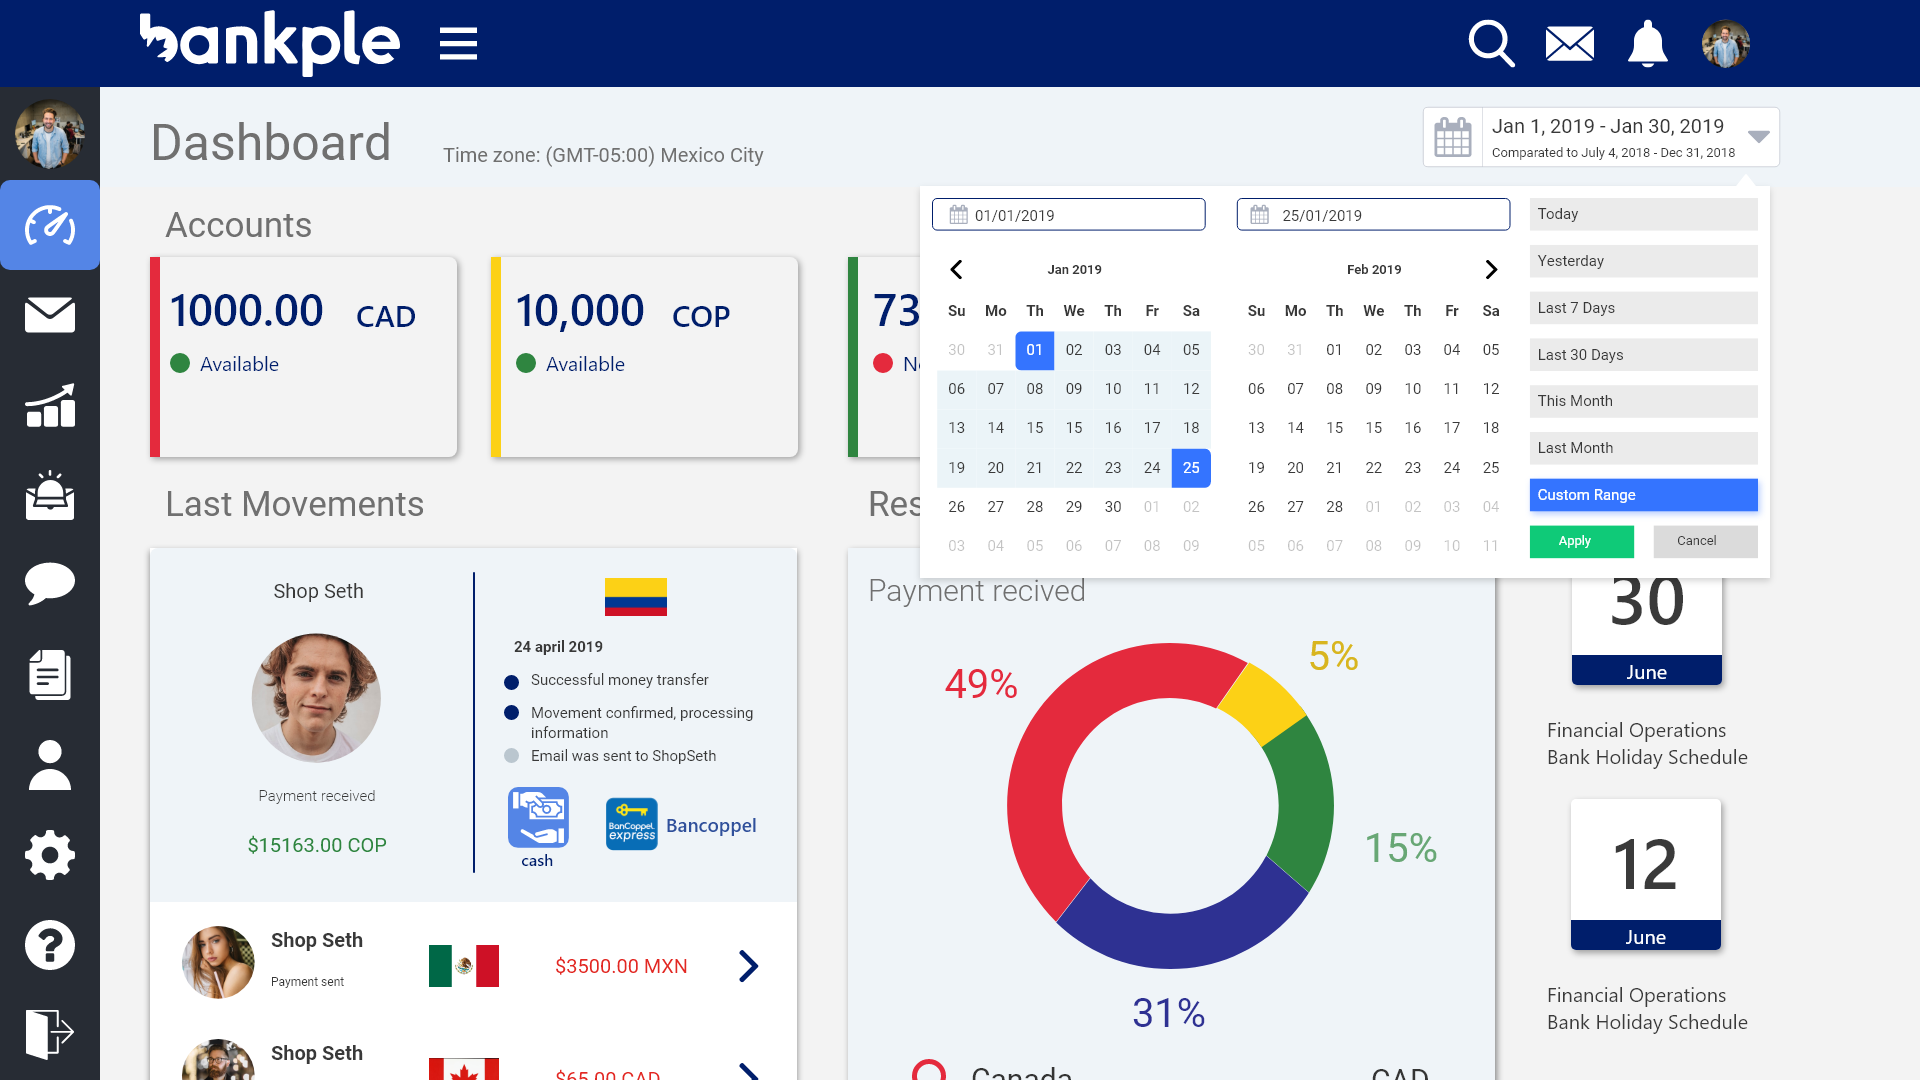 bankple
Dashboard
Time zone: (GMT-05:00) Mexico City
Jan 1, 2019 - Jan 30, 2019
Comparated to July 4, 2018 - Dec 31, 2018
Accounts
1000.00 CAD
Available
10,000 COP
Available
73
N
01/01/2019
25/01/2019
Jan 2019
Su Mo Th We Th Fr Sa
30 31 01 02 03 04 05
06 07 08 09 10 11 12
13 14 15 15 16 17 18
19 20 21 22 23 24 25
26 27 28 29 30 01 02
03 04 05 06 07 08 09
Feb 2019
Su Mo Th We Th Fr Sa
30 31 01 02 03 04 05
06 07 08 09 10 11 12
13 14 15 15 16 17 18
19 20 21 22 23 24 25
26 27 28 01 02 03 04
05 06 07 08 09 10 11
Today
Yesterday
Last 7 Days
Last 30 Days
This Month
Last Month
Custom Range
Apply
Cancel
Last Movements
Shop Seth
Payment received
$15163.00 COP
24 april 2019
Successful money transfer
Movement confirmed, processing
information
Email was sent to ShopSeth
cash
BanCoppel
express
Bancoppel
Shop Seth
Payment sent
$3500.00 MXN
Shop Seth
$65.00 CAD
Res
Payment recived
49%
5%
15%
31%
Canada
CAD
30
June
Financial Operations
Bank Holiday Schedule
12
June
Financial Operations
Bank Holiday Schedule